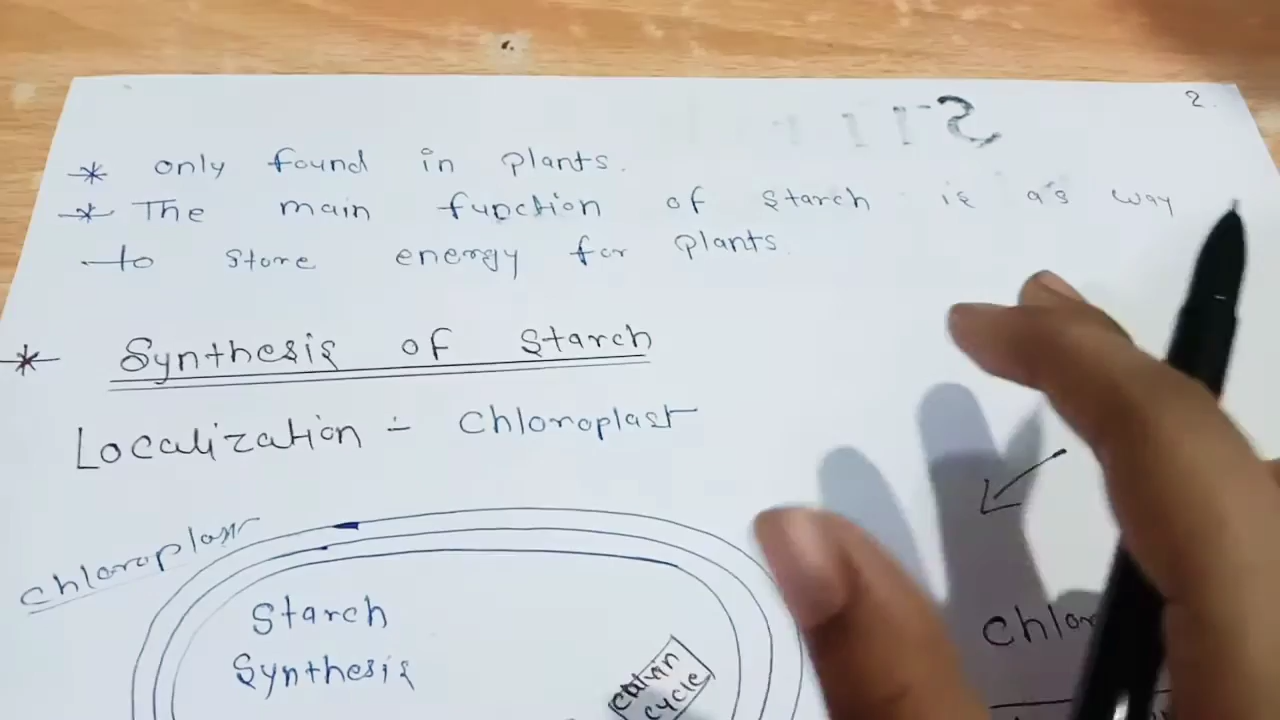 2.
* only found in plants.
* The main function of starch is as way
to store energy for plants.
* Synthesis of starch
Localization - Chloroplast
chloroplast
Starch
Synthesis
calvin
cycle